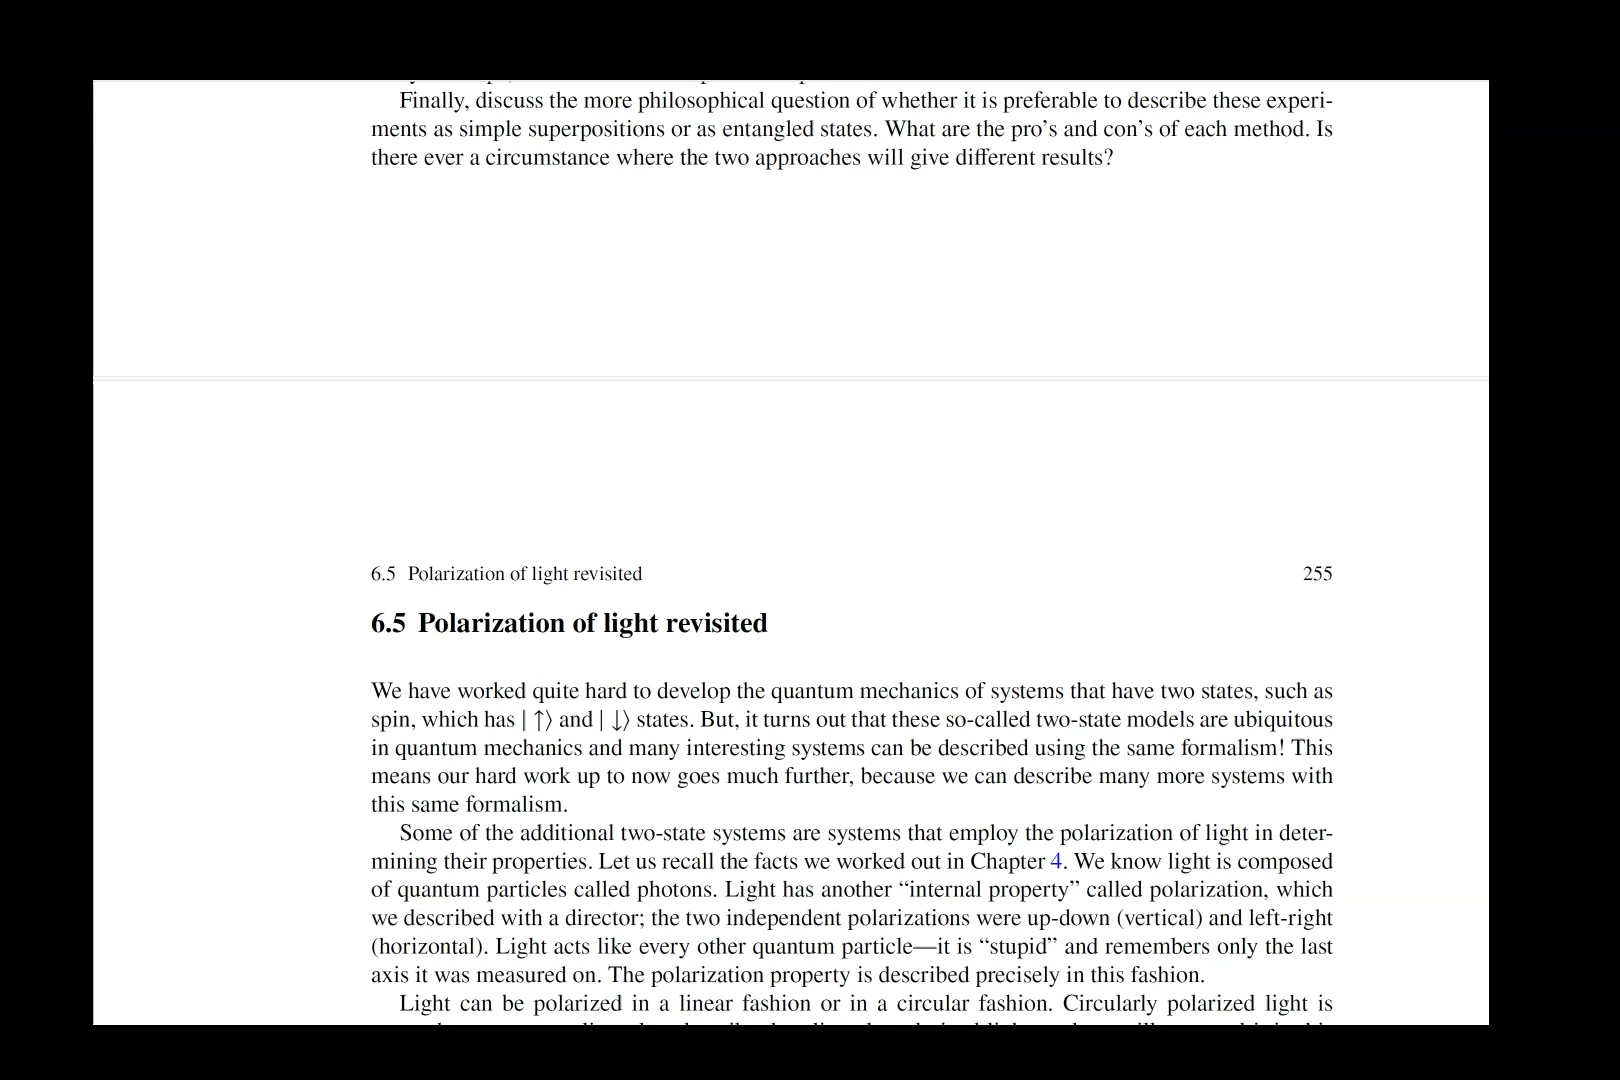 Finally, discuss the more philosophical question of whether it is preferable to describe these experi-
ments as simple superpositions or as entangled states. What are the pro’s and con’s of each method. Is
there ever a circumstance where the two approaches will give different results?
6.5 Polarization of light revisited 255
6.5 Polarization of light revisited
We have worked quite hard to develop the quantum mechanics of systems that have two states, such as
spin, which has | ↑⟩ and | ↓⟩ states. But, it turns out that these so-called two-state models are ubiquitous
in quantum mechanics and many interesting systems can be described using the same formalism! This
means our hard work up to now goes much further, because we can describe many more systems with
this same formalism.
Some of the additional two-state systems are systems that employ the polarization of light in deter-
mining their properties. Let us recall the facts we worked out in Chapter 4. We know light is composed
of quantum particles called photons. Light has another “internal property” called polarization, which
we described with a director; the two independent polarizations were up-down (vertical) and left-right
(horizontal). Light acts like every other quantum particle—it is “stupid” and remembers only the last
axis it was measured on. The polarization property is described precisely in this fashion.
Light can be polarized in a linear fashion or in a circular fashion. Circularly polarized light is